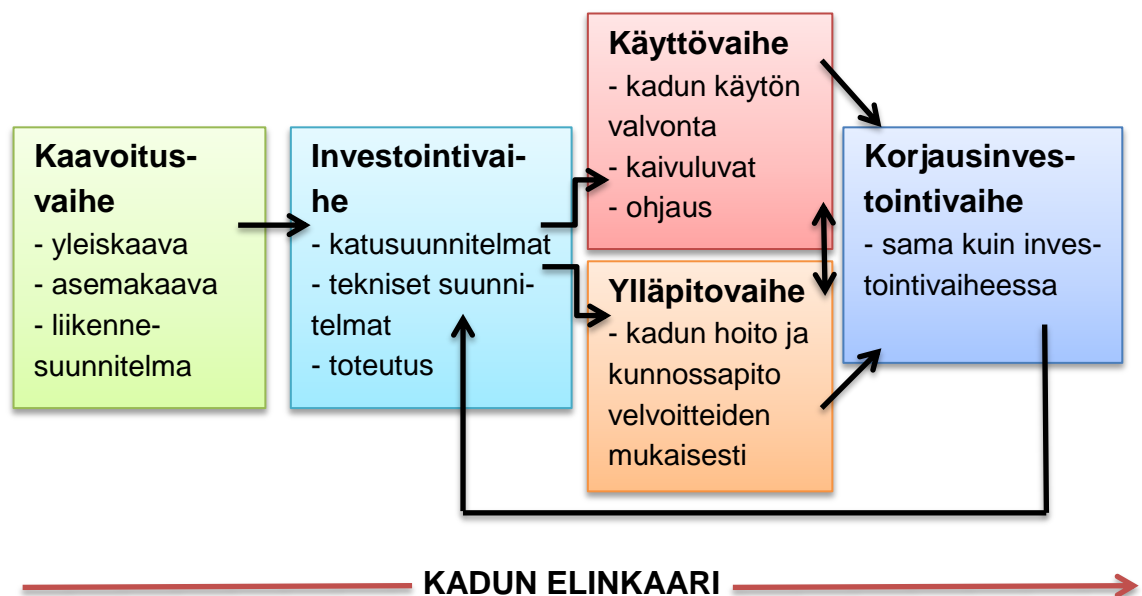 Kaavoitus-
vaihe
- yleiskaava
- asemakaava
- liikenne-
suunnitelma
Investointivai-
he
- katusuunnitelmat
- tekniset suunni-
telmat
- toteutus
Käyttövaihe
- kadun käytön
valvonta
- kaivuluvat
- ohjaus
Ylläpitovaihe
- kadun hoito ja
kunnossapito
velvoitteiden
mukaisesti
Korjausinves-
tointivaihe
- sama kuin inves-
tointivaiheessa
KADUN ELINKAARI